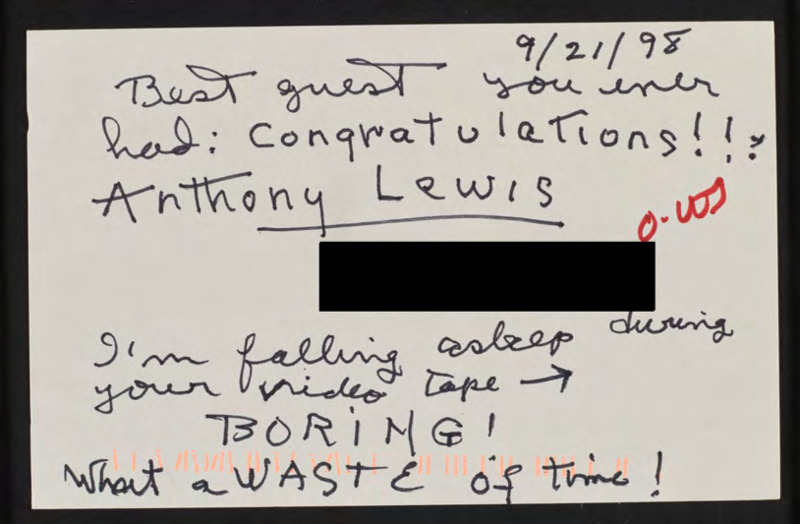 9/21/98
Best guest you ever
had: Congratulations!!!
Anthony Lewis
I'm falling asleep during
your video tape →
BORING!
What a WASTE of time!